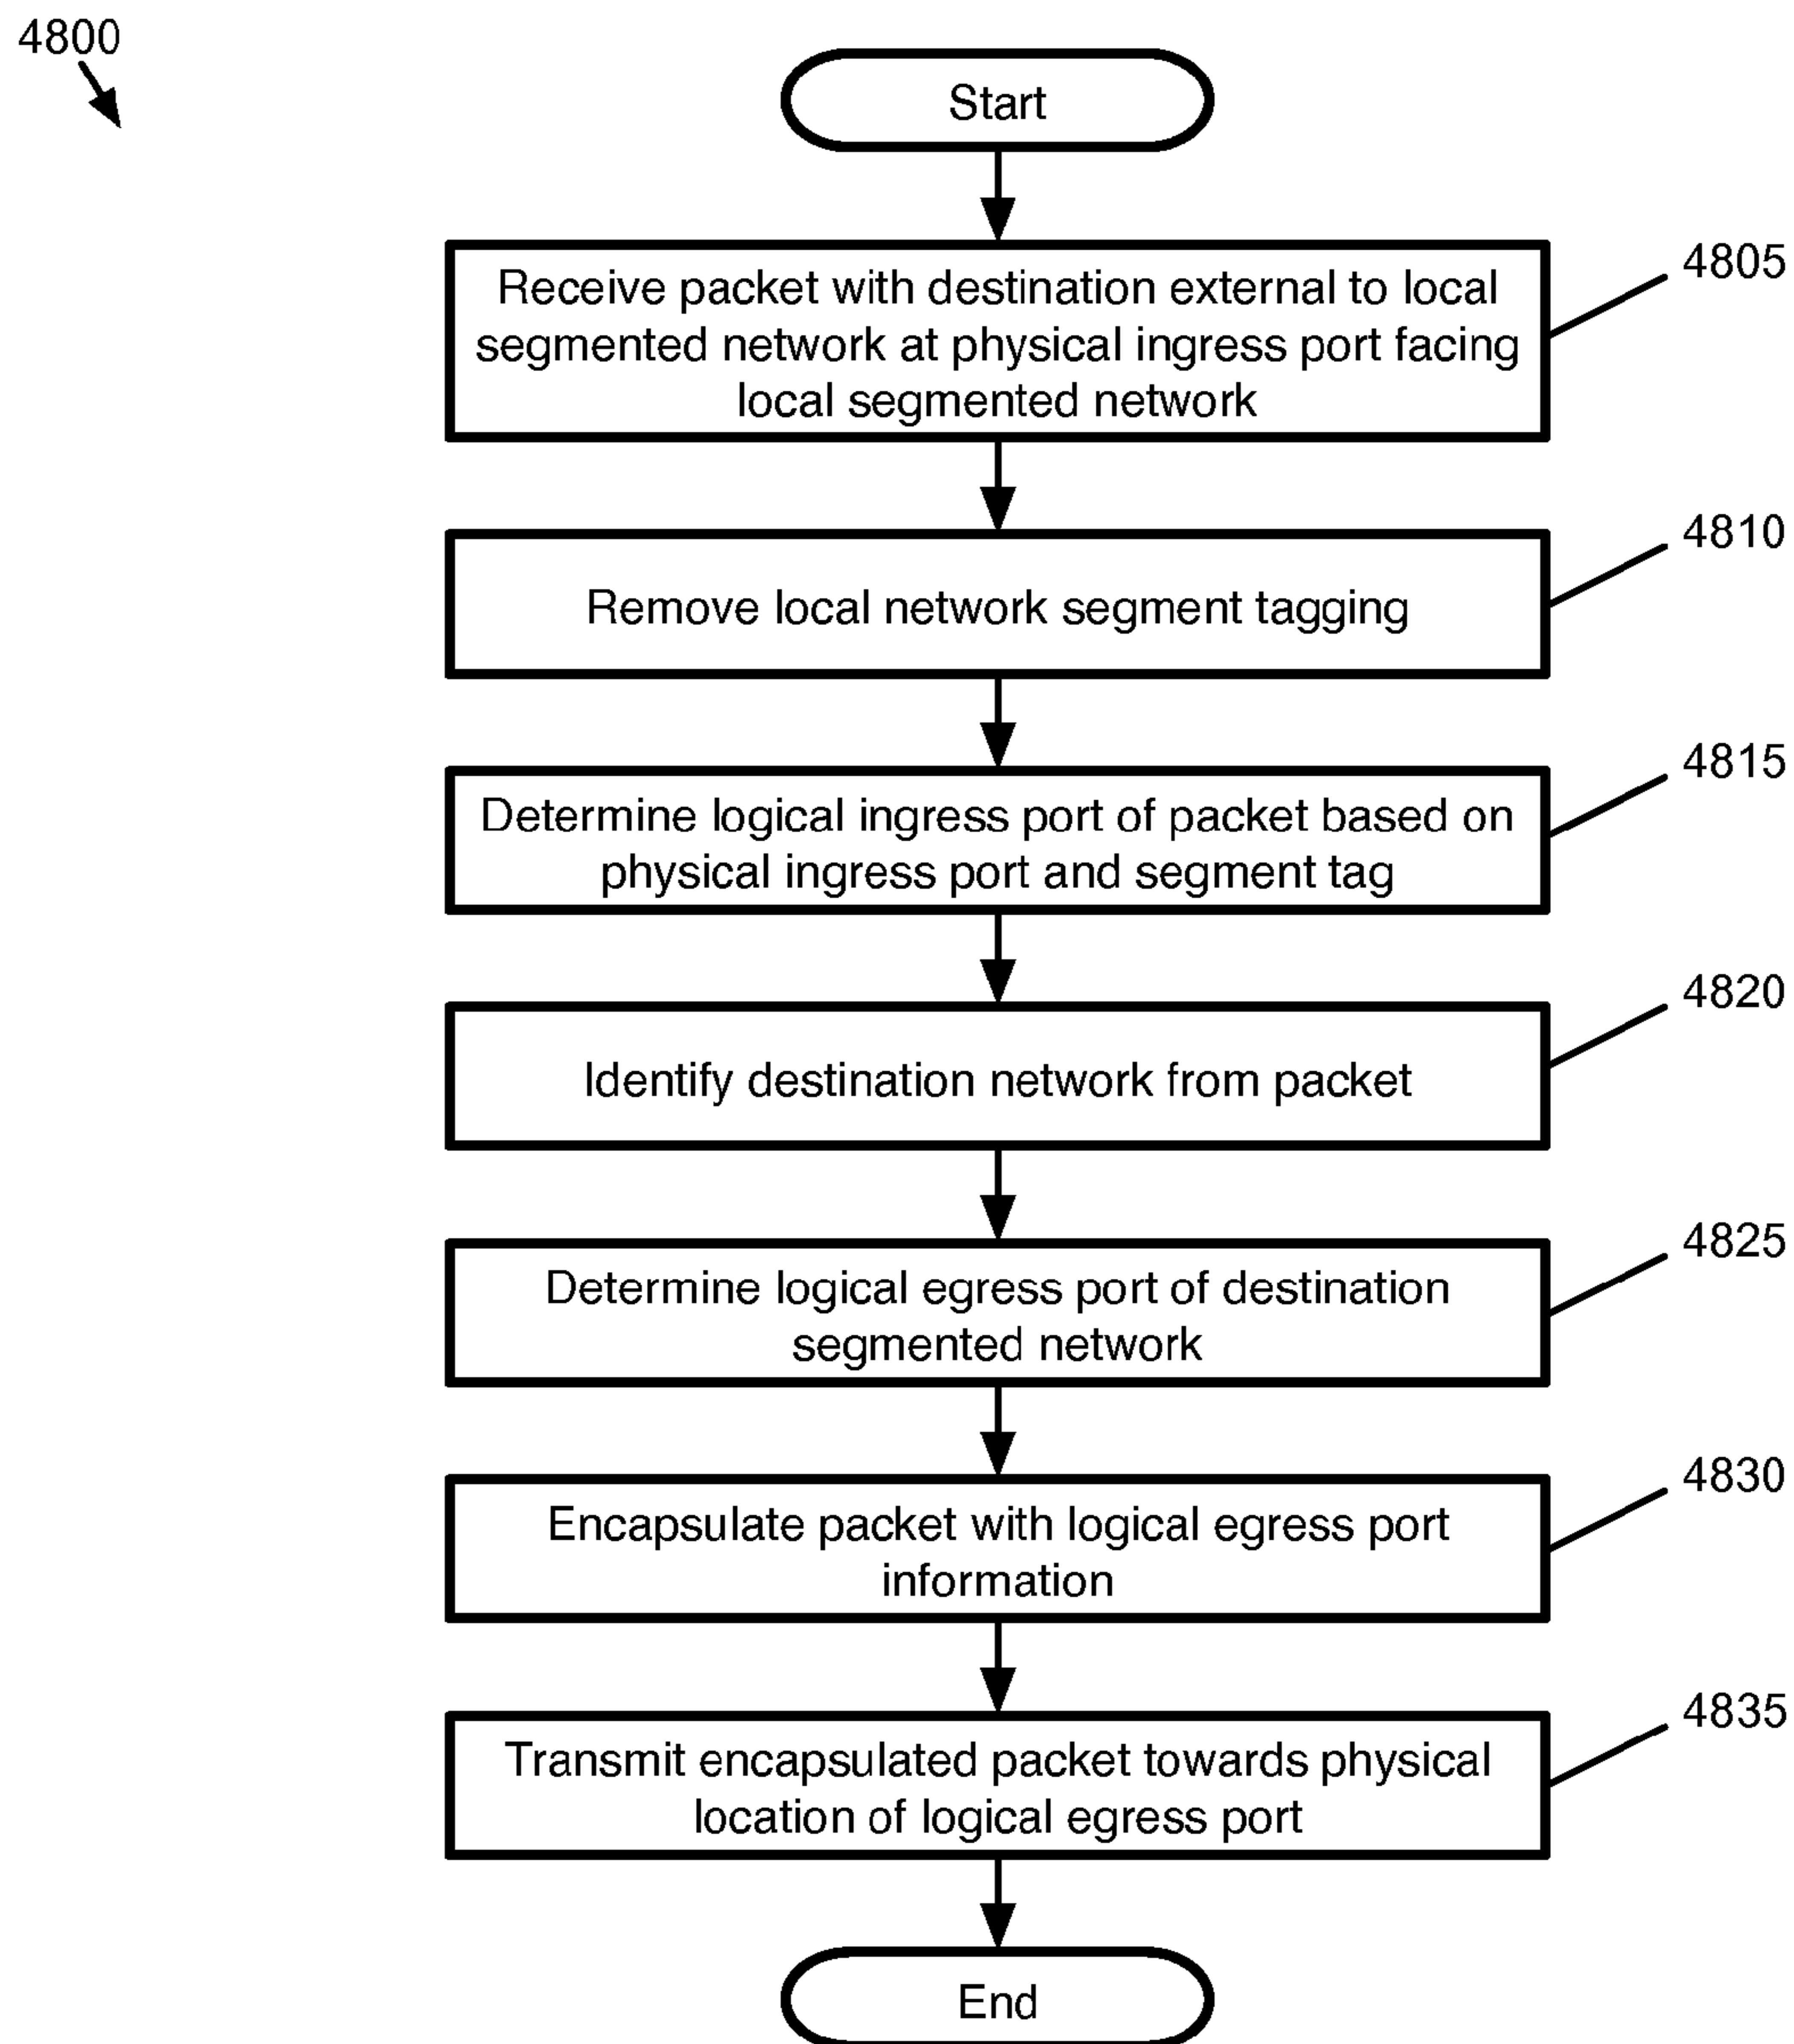 4800
Start
Receive packet with destination external to local
segmented network at physical ingress port facing
local segmented network
4805
Remove local network segment tagging
4810
Determine logical ingress port of packet based on
physical ingress port and segment tag
4815
Identify destination network from packet
4820
Determine logical egress port of destination
segmented network
4825
Encapsulate packet with logical egress port
information
4830
Transmit encapsulated packet towards physical
location of logical egress port
4835
End